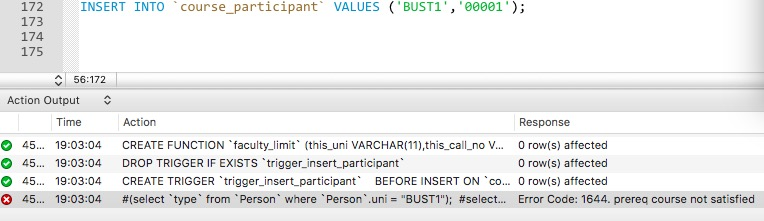 172 INSERT INTO `course_participant` VALUES ('BUST1','00001');
173
174
175
56:172
Action Output
Time Action Response
45... 19:03:04 CREATE FUNCTION `faculty_limit` (this_uni VARCHAR(11),this_call_no V... 0 row(s) affected
45... 19:03:04 DROP TRIGGER IF EXISTS `trigger_insert_participant` 0 row(s) affected
45... 19:03:04 CREATE TRIGGER `trigger_insert_participant` BEFORE INSERT ON `co... 0 row(s) affected
45... 19:03:04 #(select `type` from `Person` where `Person`.uni = "BUST1"); #select... Error Code: 1644. prereq course not satisfied